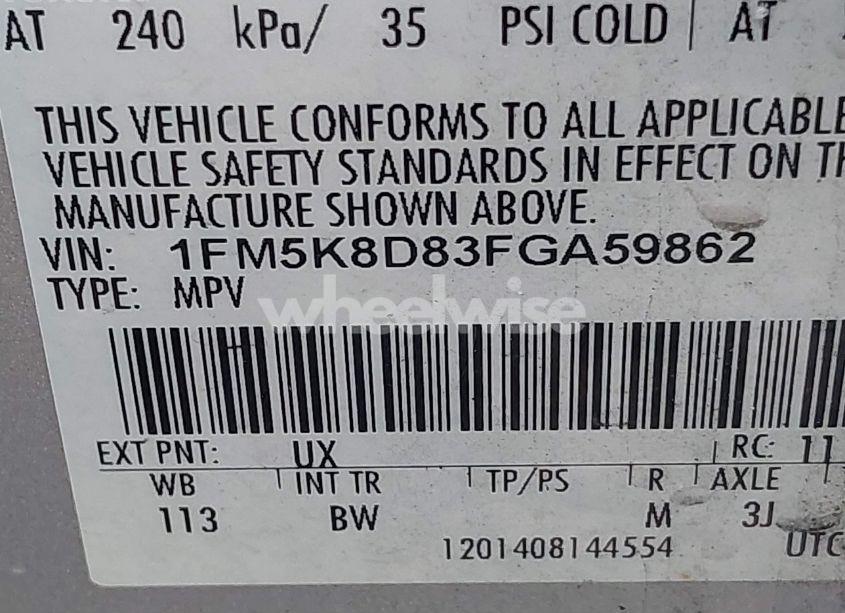 AT 240 kPa/ 35 PSI COLD | AT
THIS VEHICLE CONFORMS TO ALL APPLICABLE
VEHICLE SAFETY STANDARDS IN EFFECT ON
MANUFACTURE SHOWN ABOVE.
VIN: 1FM5K8D83FGA59862
TYPE: MPV
wheelwise
EXT PNT: UX RC: 11
WB INT TR TP/PS R AXLE
113 BW M 3J
1201408144554 UTC